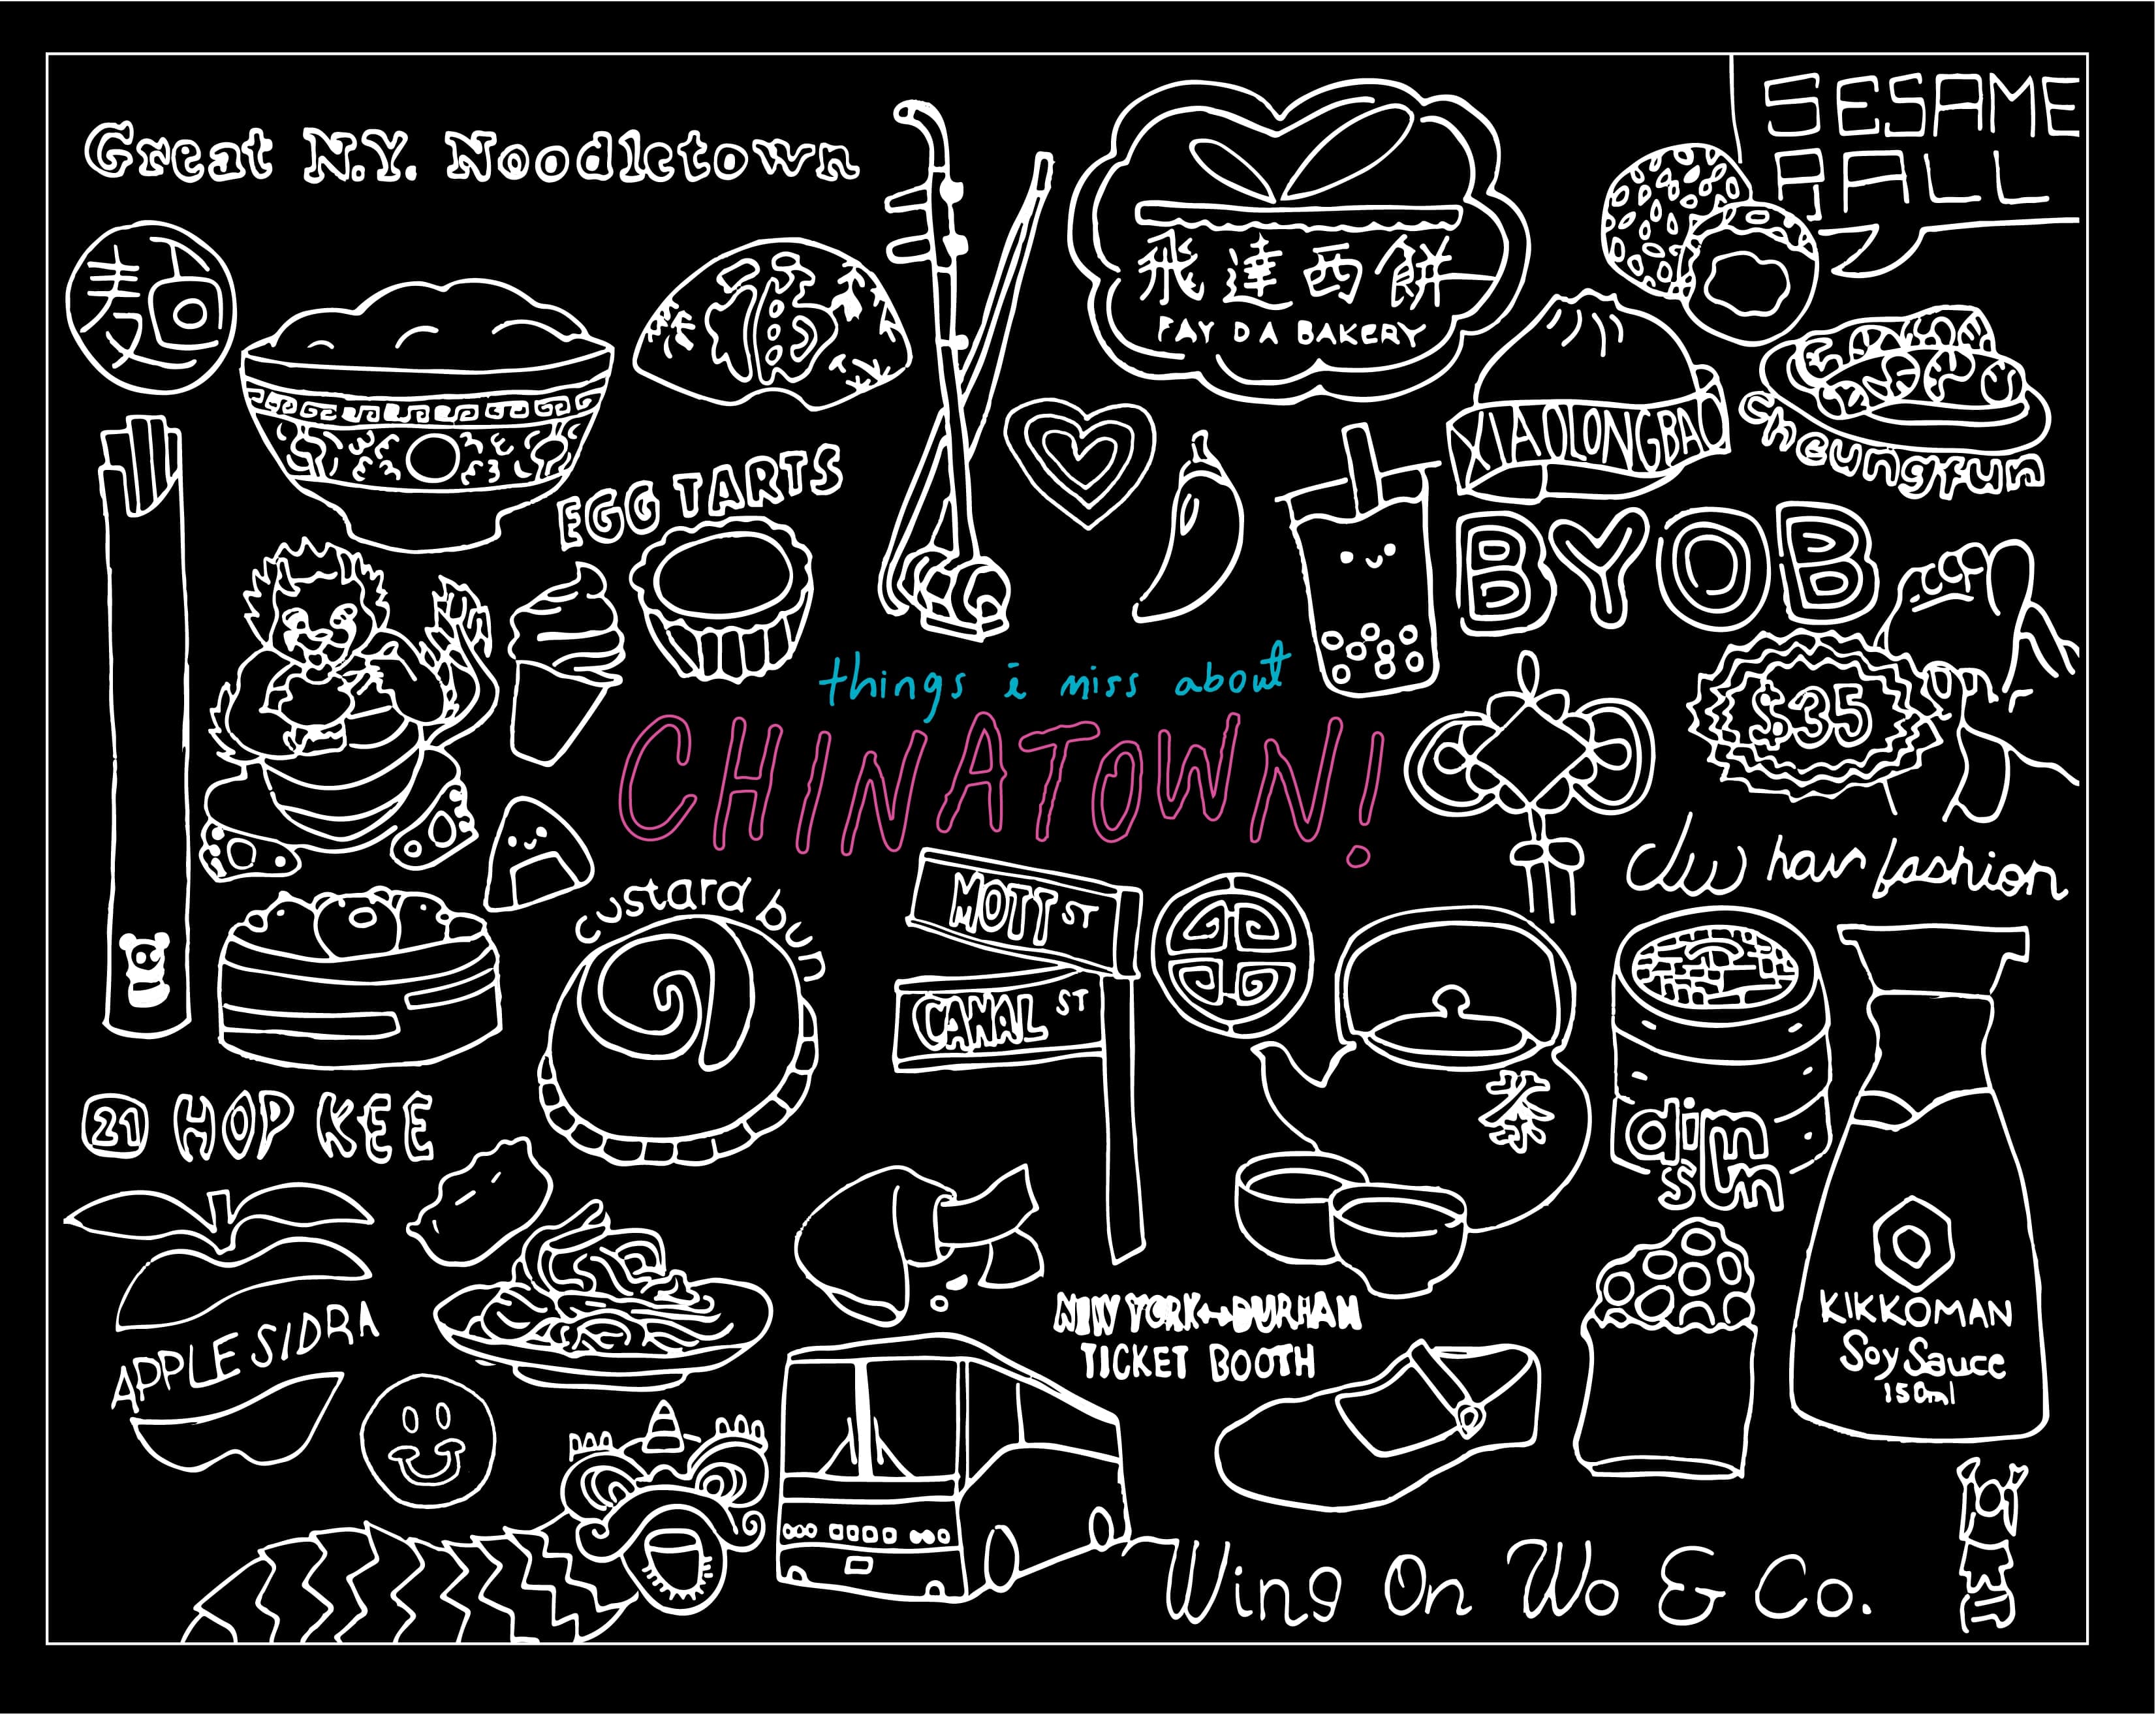 Great N.Y. Noodletown
飛達西餅
FAY DA BAKERY
SESAME
BALL
XIAOLONGBAO
Cheungfun
EGG TARTS
BYOB
$35
things i miss about
CHINATOWN!
custard bun
MOTT ST
CANAL ST
hair fashion
茶
dim
sum
21 HOP KEE
APPLE SIDRA
NEW YORK-DURHAM
TICKET BOOTH
KIKKOMAN
Soy Sauce
150ml
Wing On Wo & Co.